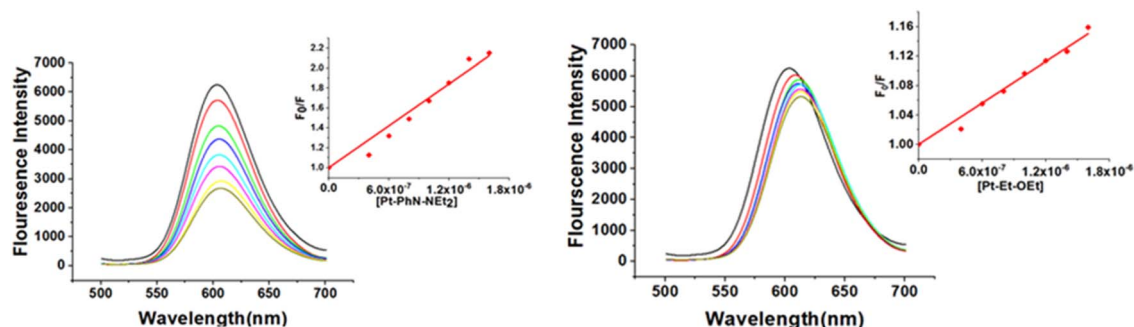 7000
6000
5000
4000
3000
2000
1000
0
Flouresence Intensity
500
550
600
650
700
Wavelength(nm)
2.2
2.0
1.8
1.6
1.4
1.2
1.0
F0/F
0.0
6.0x10-7
1.2x10-6
1.8x10-6
[Pt-PhN-NEt2]
7000
6000
5000
4000
3000
2000
1000
0
Flourscence Intensity
500
550
600
650
700
Wavelength(nm)
1.16
1.12
1.08
1.04
1.00
F0/F
0.0
6.0x10-7
1.2x10-6
1.8x10-6
[Pt-Et-OEt]